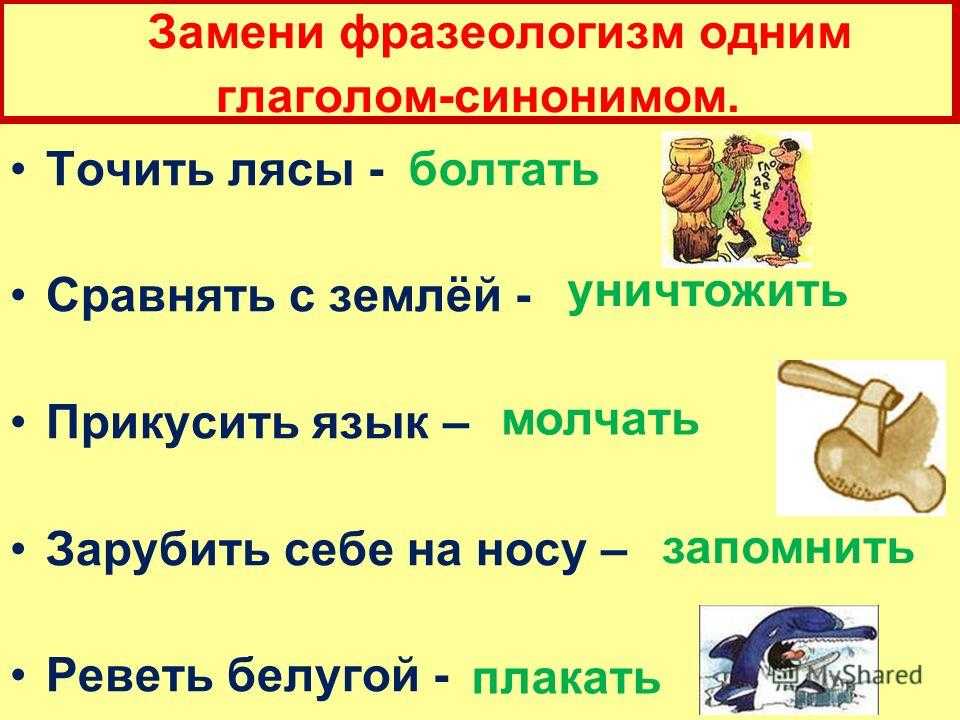 Замени фразеологизм одним
глаголом-синонимом.
• Точить лясы - болтать
• Сравнять с землёй - уничтожить
• Прикусить язык – молчать
• Зарубить себе на носу – запомнить
• Реветь белугой - плакать
MyShared